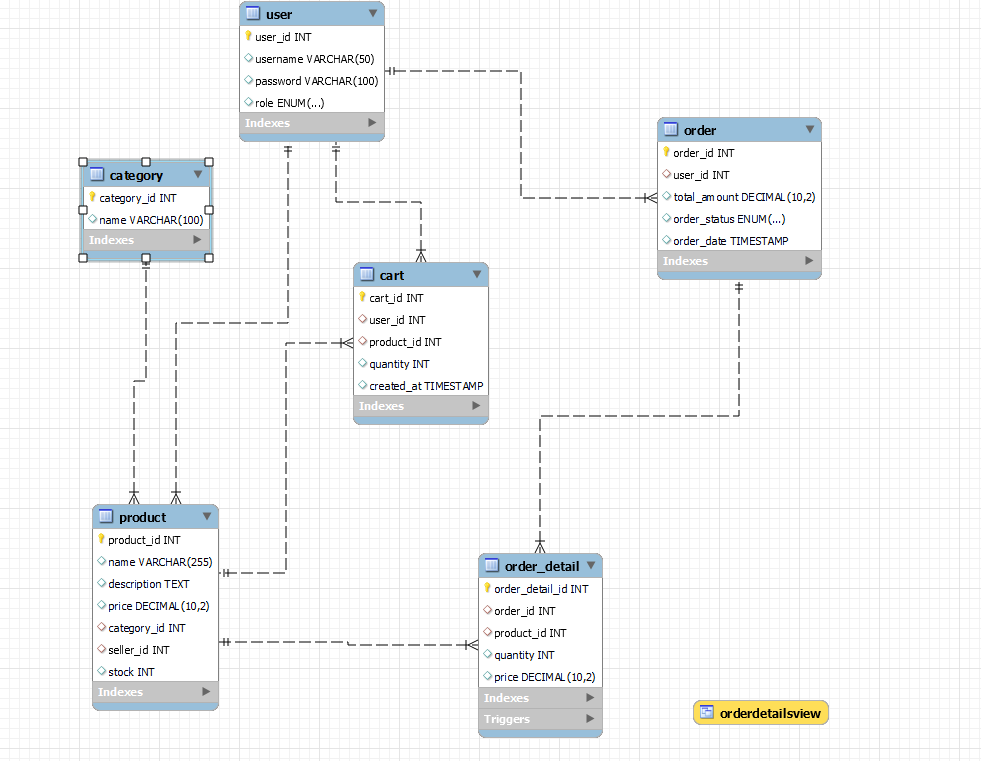 user
user_id INT
username VARCHAR(50)
password VARCHAR(100)
role ENUM(...)
Indexes
category
category_id INT
name VARCHAR(100)
Indexes
order
order_id INT
user_id INT
total_amount DECIMAL(10,2)
order_status ENUM(...)
order_date TIMESTAMP
Indexes
cart
cart_id INT
user_id INT
product_id INT
quantity INT
created_at TIMESTAMP
Indexes
product
product_id INT
name VARCHAR(255)
description TEXT
price DECIMAL(10,2)
category_id INT
seller_id INT
stock INT
Indexes
order_detail
order_detail_id INT
order_id INT
product_id INT
quantity INT
price DECIMAL(10,2)
Indexes
Triggers
orderdetailsview